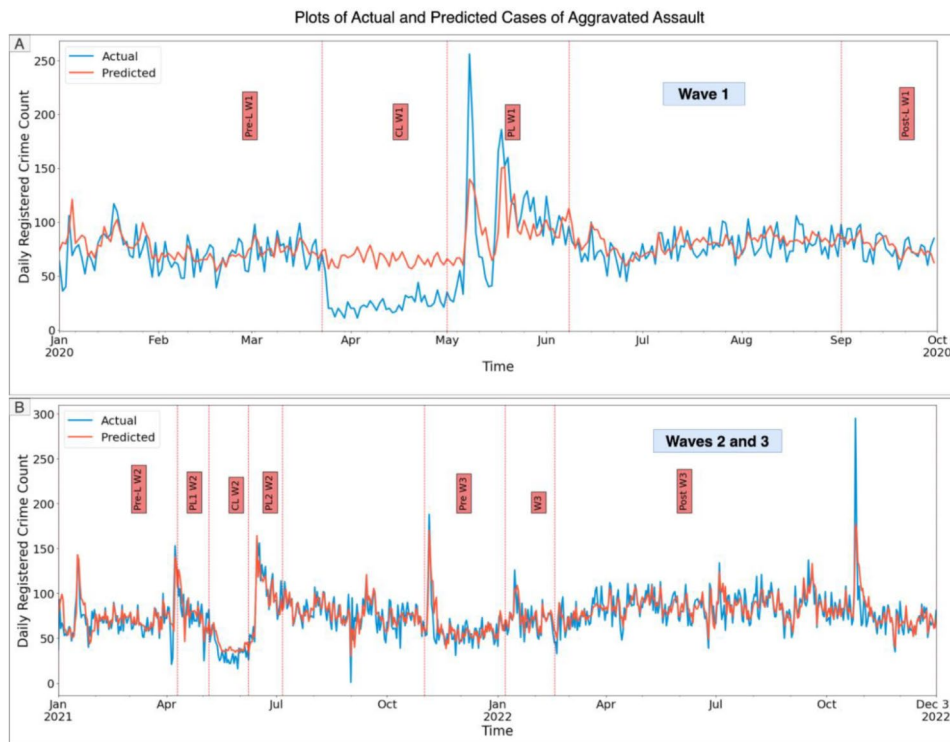 Plots of Actual and Predicted Cases of Aggravated Assault
A
Actual
Predicted
Wave 1
Pre-L W1
CL W1
PL W1
Post-L W1
Daily Registered Crime Count
250
200
150
100
50
0
Jan 2020
Feb
Mar
Apr
May
Jun
Jul
Aug
Sep
Oct 2020
Time
B
Actual
Predicted
Waves 2 and 3
Pre-L W2
PL1 W2
CL W2
PL2 W2
Pre W3
W3
Post W3
Daily Registered Crime Count
300
250
200
150
100
50
0
Jan 2021
Apr
Jul
Oct
Jan 2022
Apr
Jul
Oct
Dec 3 2022
Time